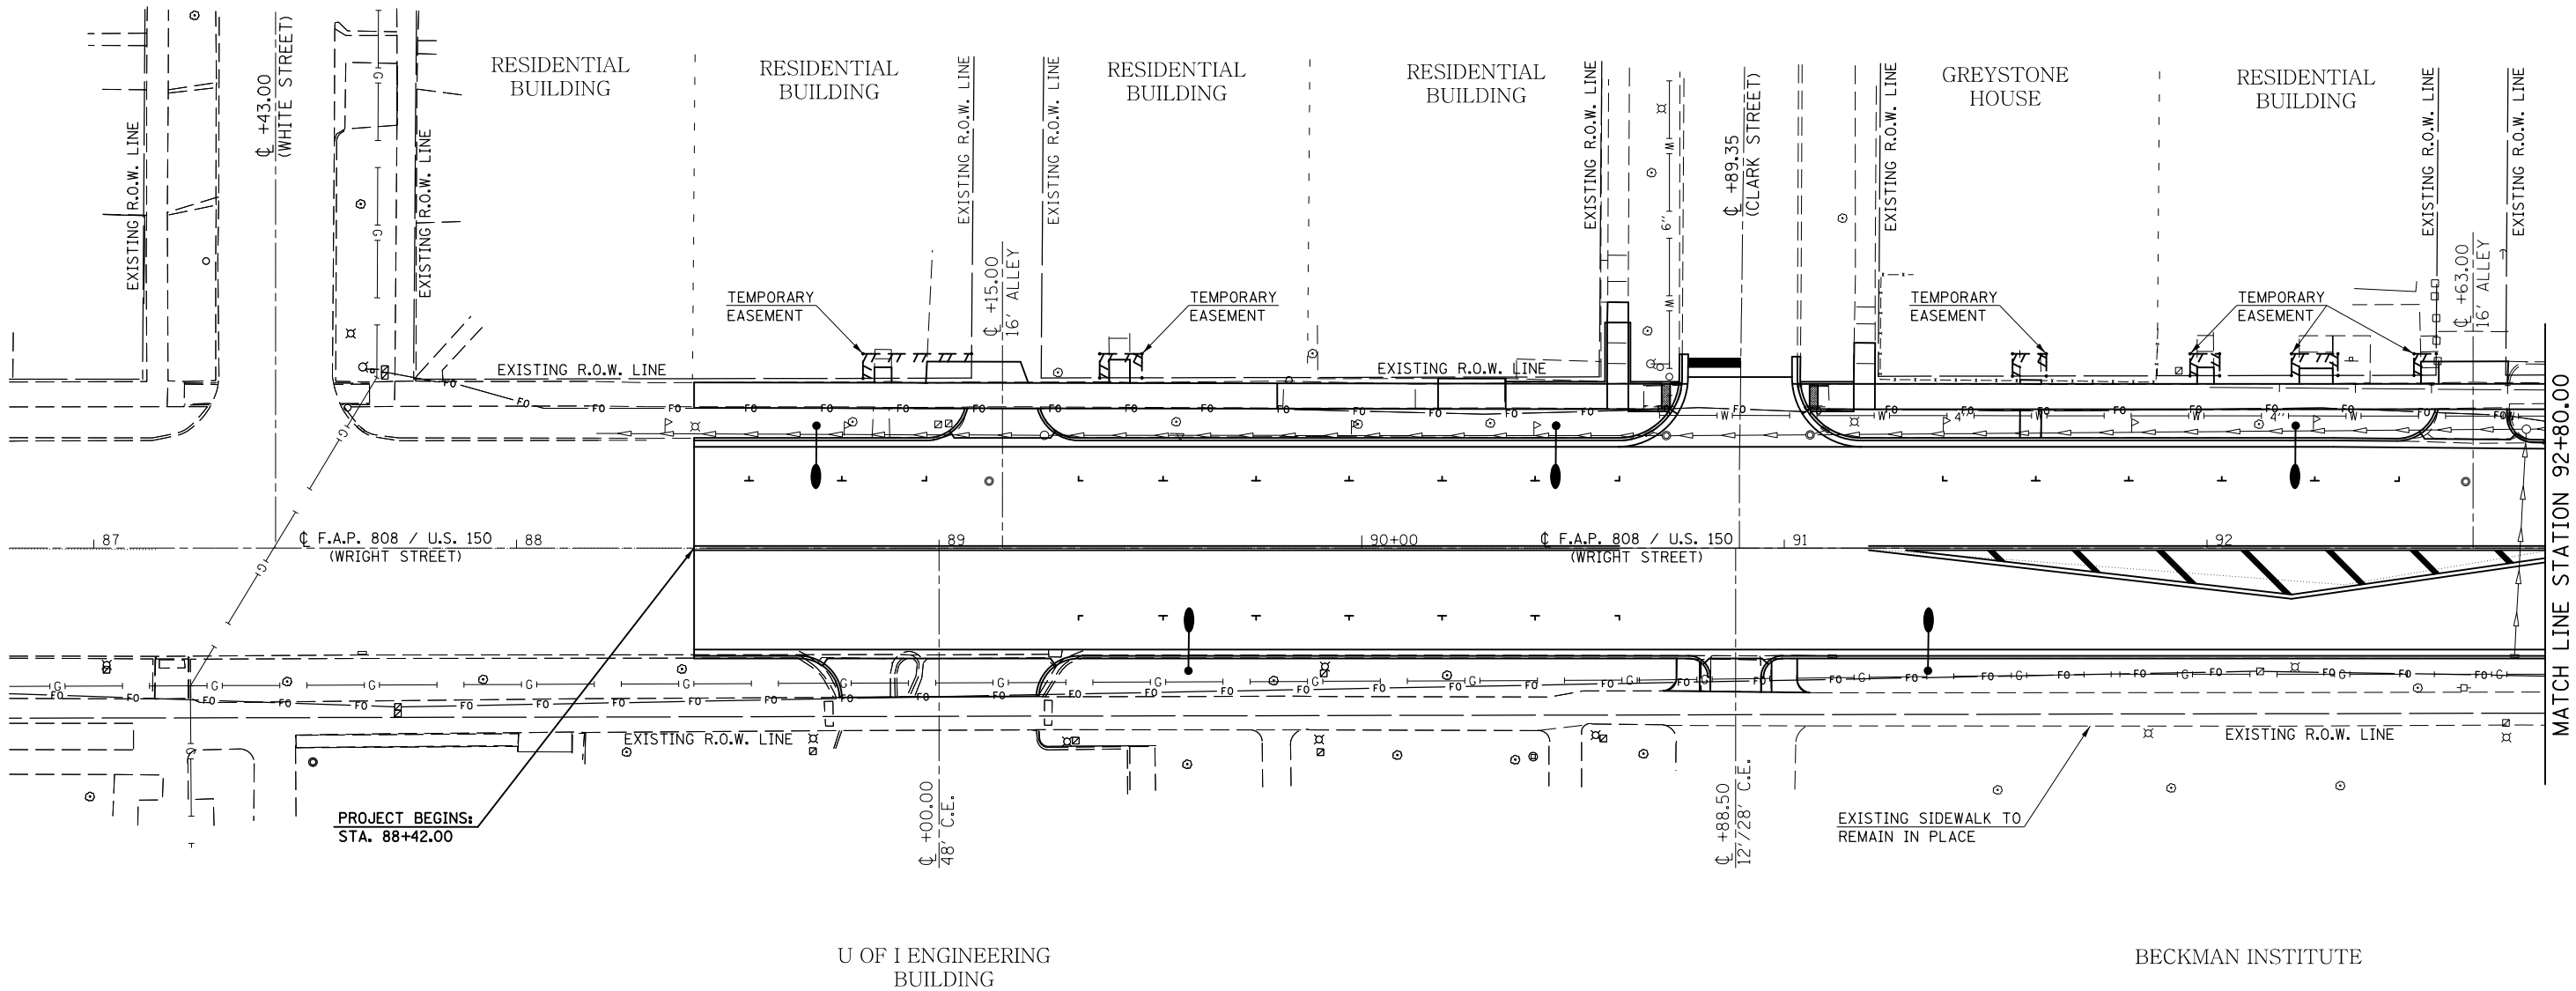 RESIDENTIAL
BUILDING
RESIDENTIAL
BUILDING
RESIDENTIAL
BUILDING
RESIDENTIAL
BUILDING
GREYSTONE
HOUSE
RESIDENTIAL
BUILDING
℄ +43.00
(WHITE STREET)
EXISTING R.O.W. LINE
EXISTING R.O.W. LINE
EXISTING R.O.W. LINE
EXISTING R.O.W. LINE
EXISTING R.O.W. LINE
℄ +89.35
(CLARK STREET)
EXISTING R.O.W. LINE
EXISTING R.O.W. LINE
EXISTING R.O.W. LINE
℄ +15.00
16' ALLEY
℄ +63.00
16' ALLEY
6"
TEMPORARY
EASEMENT
TEMPORARY
EASEMENT
TEMPORARY
EASEMENT
TEMPORARY
EASEMENT
EXISTING R.O.W. LINE
EXISTING R.O.W. LINE
4"
4"
87
℄ F.A.P. 808 / U.S. 150
(WRIGHT STREET)
88
89
90+00
℄ F.A.P. 808 / U.S. 150
(WRIGHT STREET)
91
92
MATCH LINE STATION 92+80.00
EXISTING R.O.W. LINE
EXISTING R.O.W. LINE
PROJECT BEGINS:
STA. 88+42.00
℄ +00.00
48' C.E.
℄ +88.50
12'/28' C.E.
EXISTING SIDEWALK TO
REMAIN IN PLACE
U OF I ENGINEERING
BUILDING
BECKMAN INSTITUTE